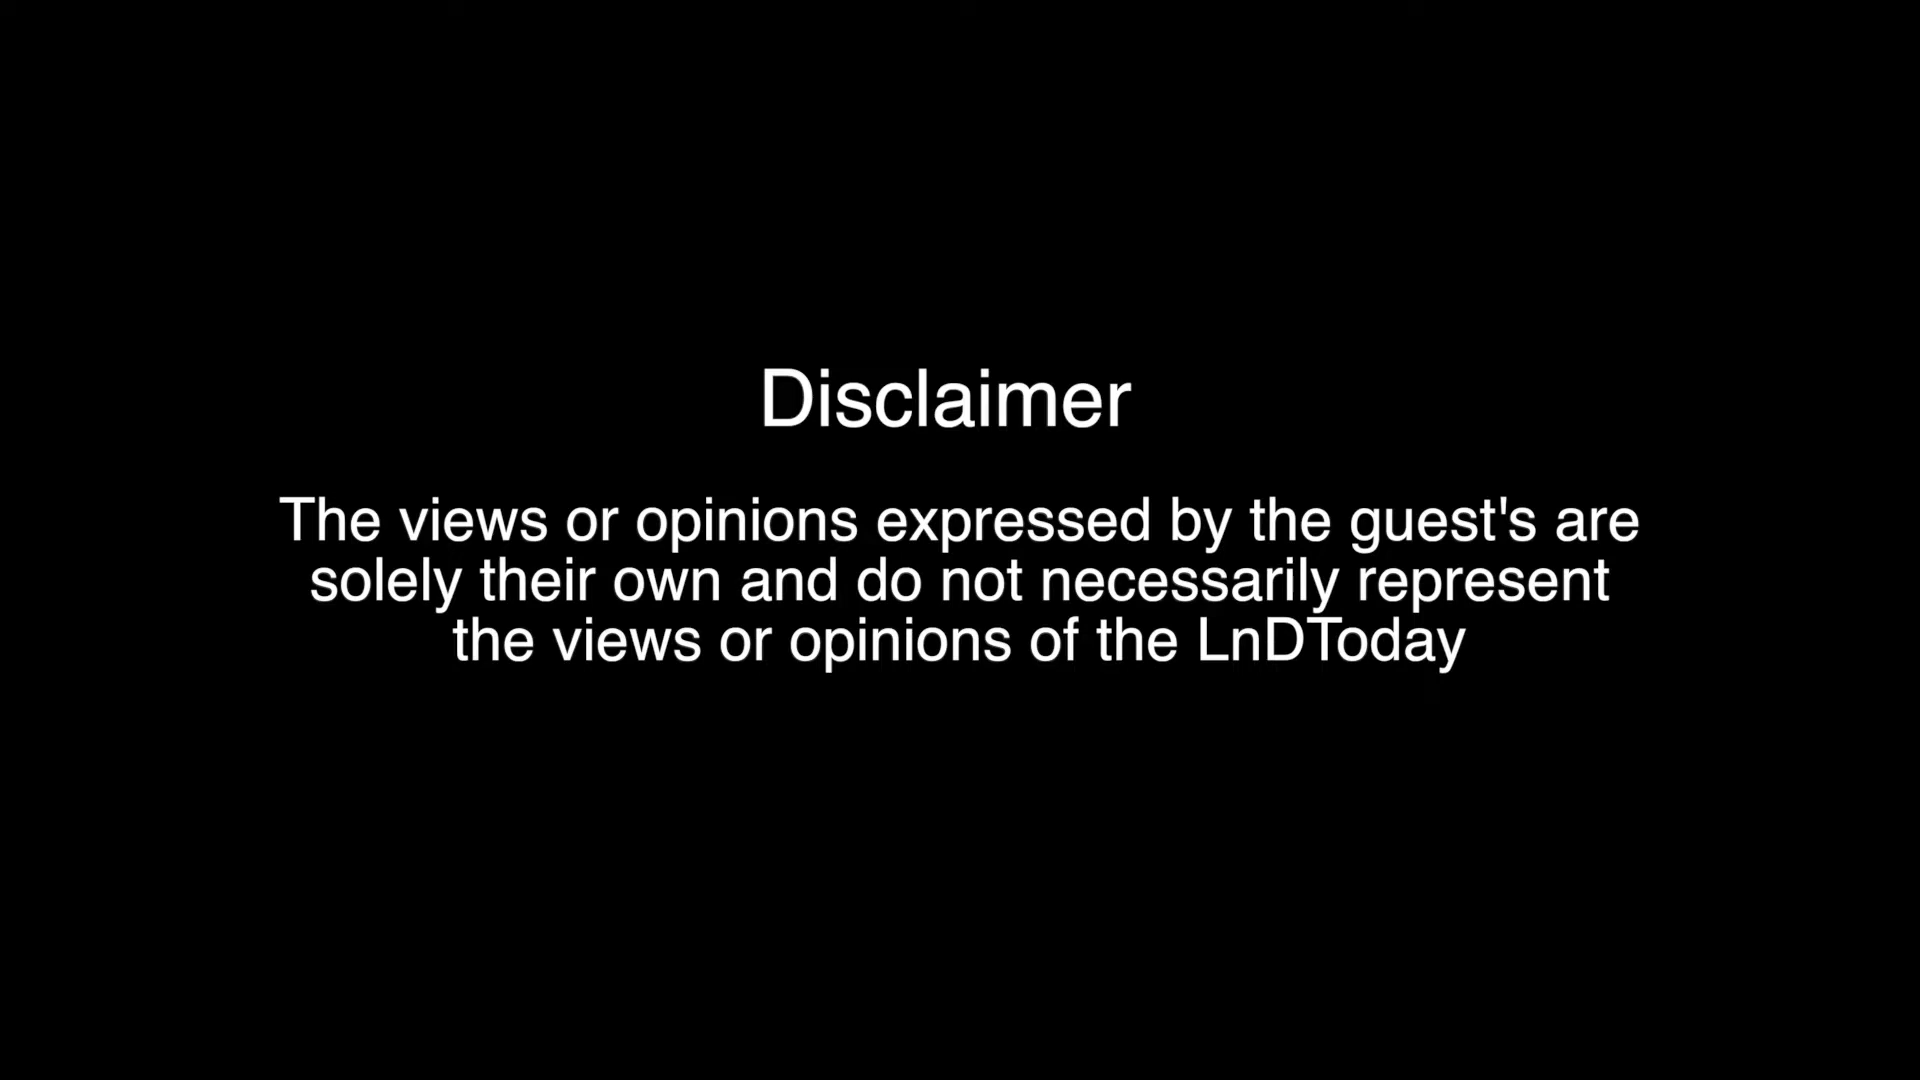 Disclaimer
The views or opinions expressed by the guest's are
solely their own and do not necessarily represent
the views or opinions of the LnDToday